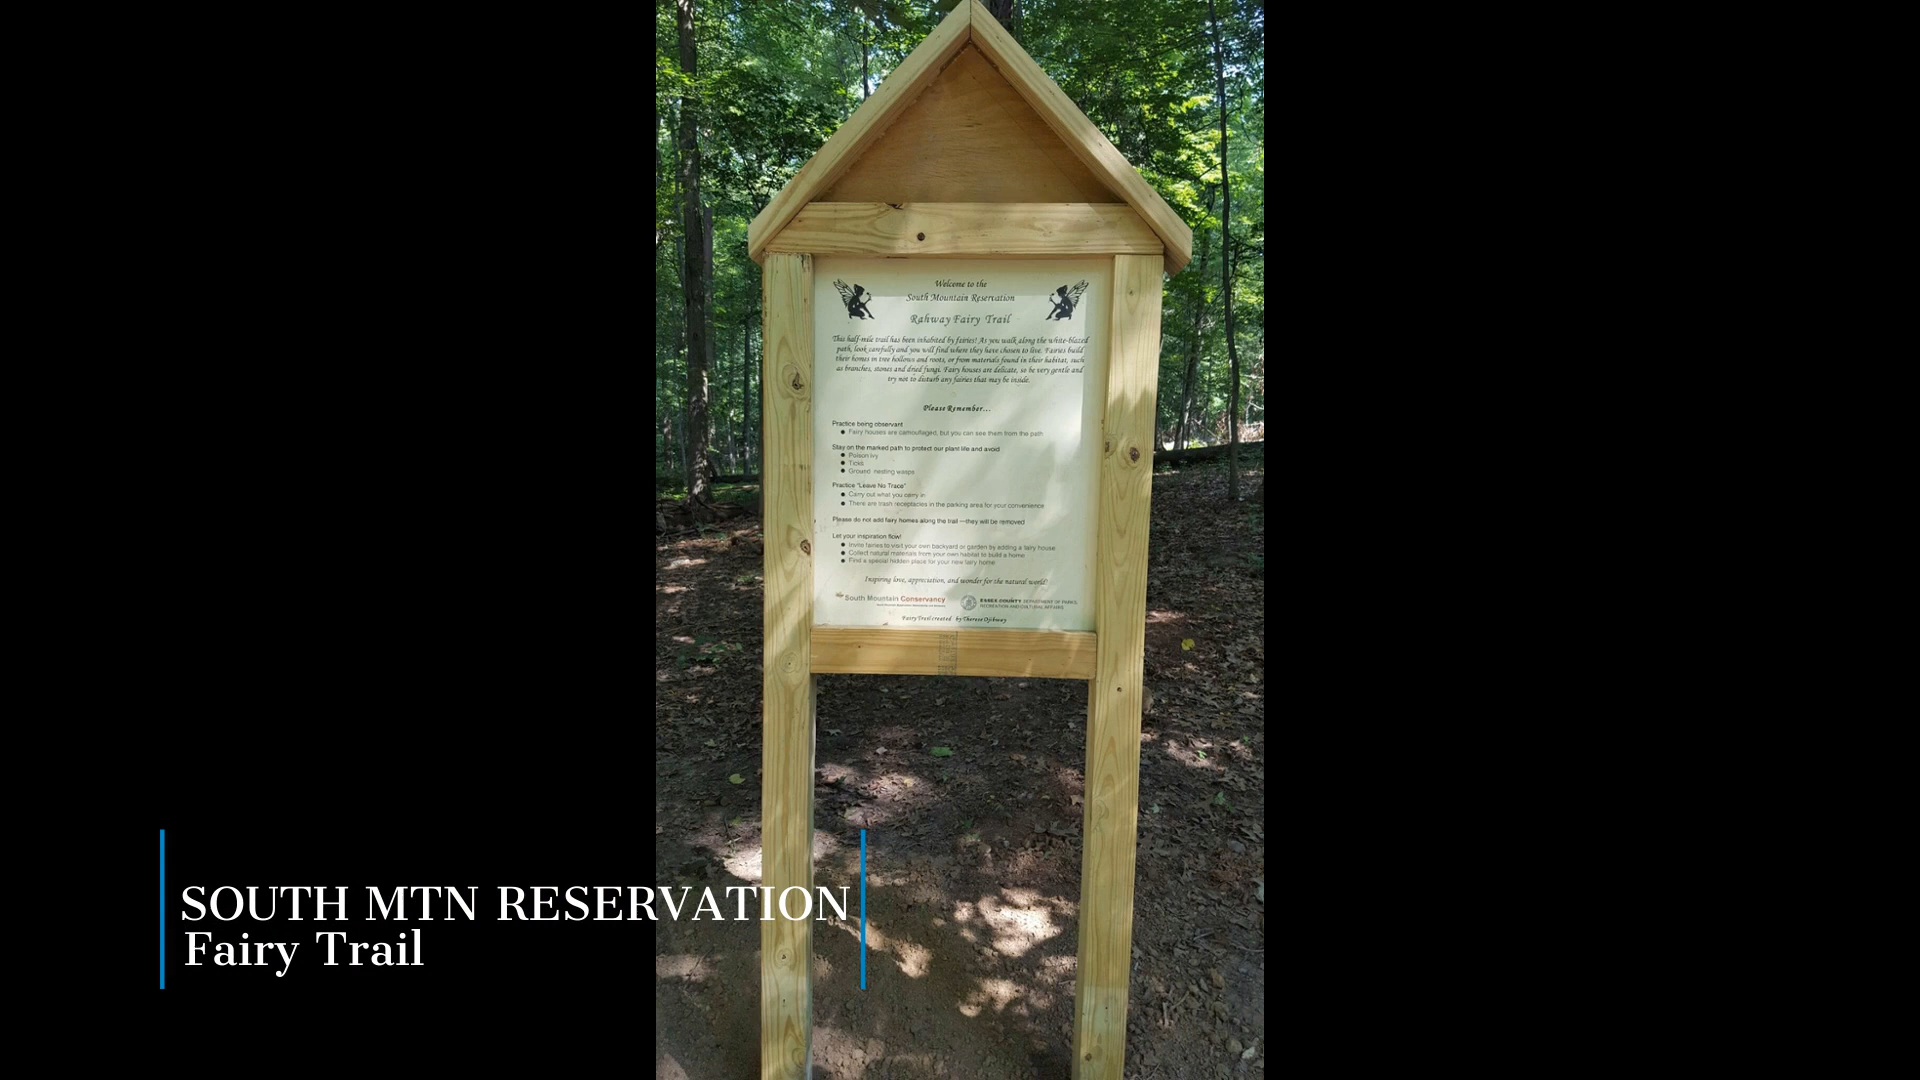 Welcome to the
South Mountain Reservation
Rahway Fairy Trail
This half-mile trail has been inhabited by fairies! As you walk along the white-blazed
path, look carefully and you will find where they have chosen to live. Fairies build
their homes in tree hollows and roots, or from materials found in their habitat, such
as branches, stones and dried fungi. Fairy houses are delicate, so be very gentle and
try not to disturb any fairies that may be inside.
Please Remember...
Practice being observant
● Fairy houses are camouflaged, but you can see them from the path
Stay on the marked path to protect our plant life and avoid
● Poison ivy
● Ticks
● Ground nesting wasps
Practice "Leave No Trace"
● Carry out what you carry in
● There are trash receptacles in the parking area for your convenience
Please do not add fairy homes along the trail —they will be removed
Let your inspiration flow!
● Invite fairies to visit your own backyard or garden by adding a fairy house
● Collect natural materials from your own habitat to build a home
● Find a special hidden place for your new fairy home
Inspiring love, appreciation, and wonder for the natural world!
South Mountain Conservancy
ESSEX COUNTY DEPARTMENT OF PARKS,
RECREATION AND CULTURAL AFFAIRS
Fairy Trail created by Therese Ojibway
SOUTH MTN RESERVATION
Fairy Trail